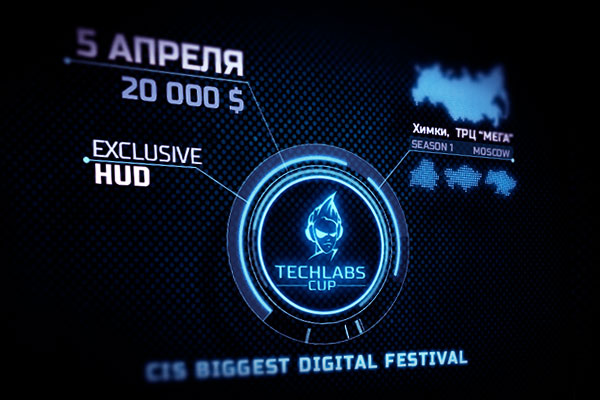 5 АПРЕЛЯ
20 000 $
EXCLUSIVE
HUD
Химки, ТРЦ "МЕГА"
SEASON 1 MOSCOW
TECHLABS
CUP
CIS BIGGEST DIGITAL FESTIVAL